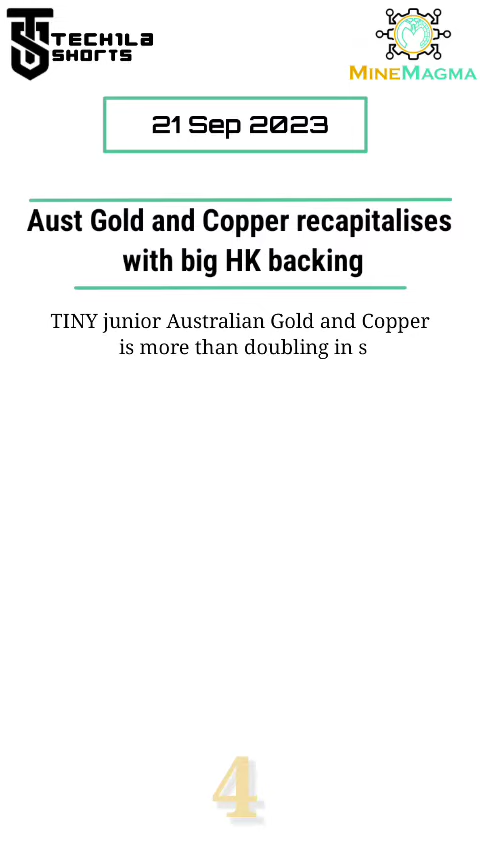 TECH1LA
SHORTS
MINEMAGMA
21 Sep 2023
Aust Gold and Copper recapitalises
with big HK backing
TINY junior Australian Gold and Copper
is more than doubling in s
4